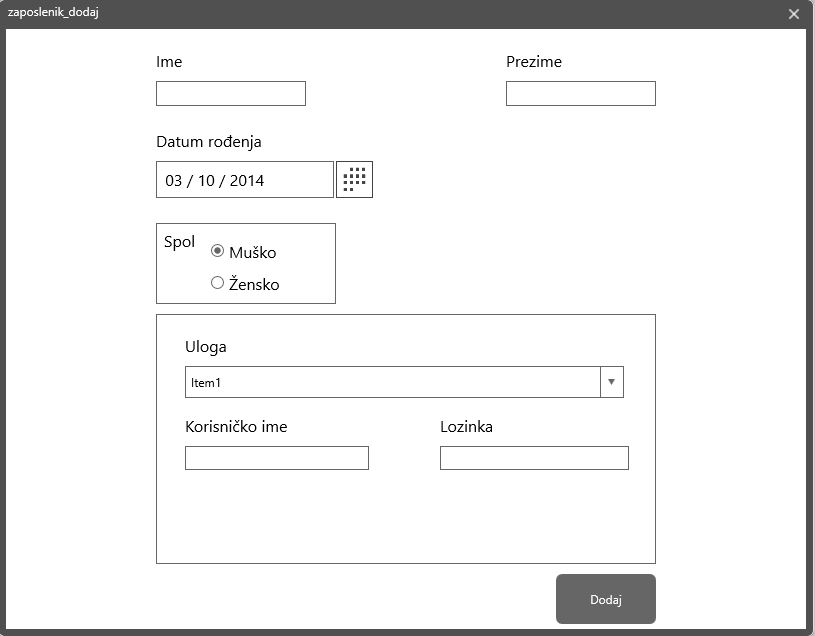 zaposlenik_dodaj
Ime
Prezime
Datum rođenja
03 / 10 / 2014
Spol
Muško
Žensko
Uloga
Item1
Korisničko ime
Lozinka
Dodaj